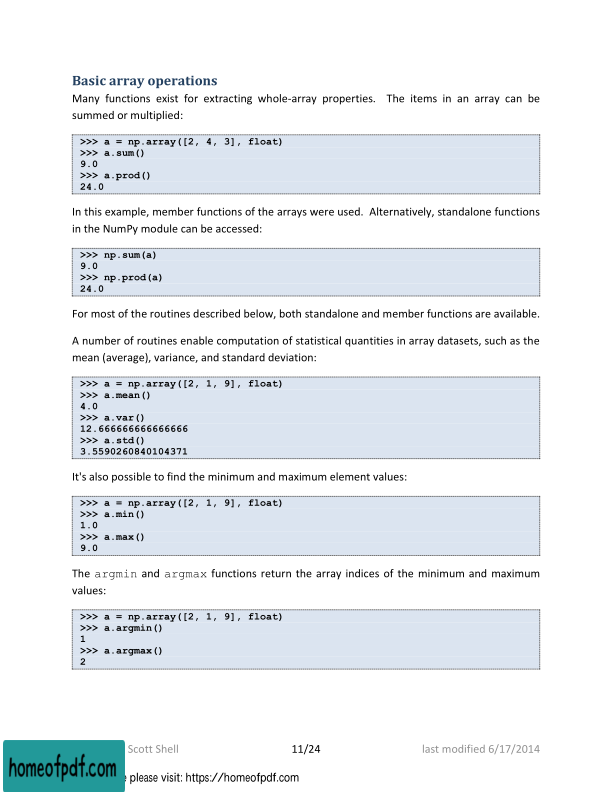 Basic array operations
Many functions exist for extracting whole-array properties. The items in an array can be
summed or multiplied:
>>> a = np.array([2, 4, 3], float)
>>> a.sum()
9.0
>>> a.prod()
24.0
In this example, member functions of the arrays were used. Alternatively, standalone functions
in the NumPy module can be accessed:
>>> np.sum(a)
9.0
>>> np.prod(a)
24.0
For most of the routines described below, both standalone and member functions are available.
A number of routines enable computation of statistical quantities in array datasets, such as the
mean (average), variance, and standard deviation:
>>> a = np.array([2, 1, 9], float)
>>> a.mean()
4.0
>>> a.var()
12.666666666666666
>>> a.std()
3.5590260840104371
It's also possible to find the minimum and maximum element values:
>>> a = np.array([2, 1, 9], float)
>>> a.min()
1.0
>>> a.max()
9.0
The argmin and argmax functions return the array indices of the minimum and maximum
values:
>>> a = np.array([2, 1, 9], float)
>>> a.argmin()
1
>>> a.argmax()
2
Scott Shell 11/24 last modified 6/17/2014
homeofpdf.com
please visit: https://homeofpdf.com